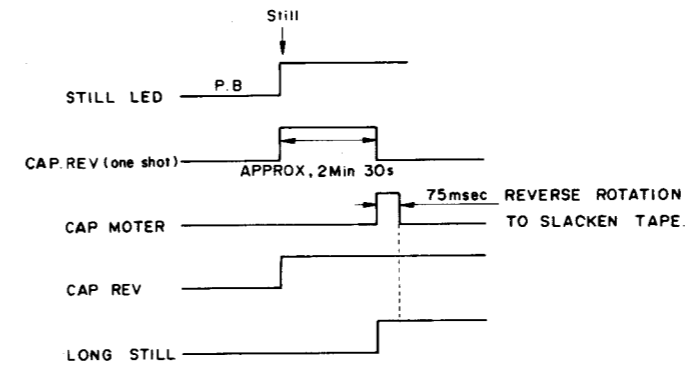 Still
P.B
STILL LED
CAP.REV (one shot)
APPROX, 2Min 30s
75msec REVERSE ROTATION
TO SLACKEN TAPE.
CAP MOTER
CAP REV
LONG STILL